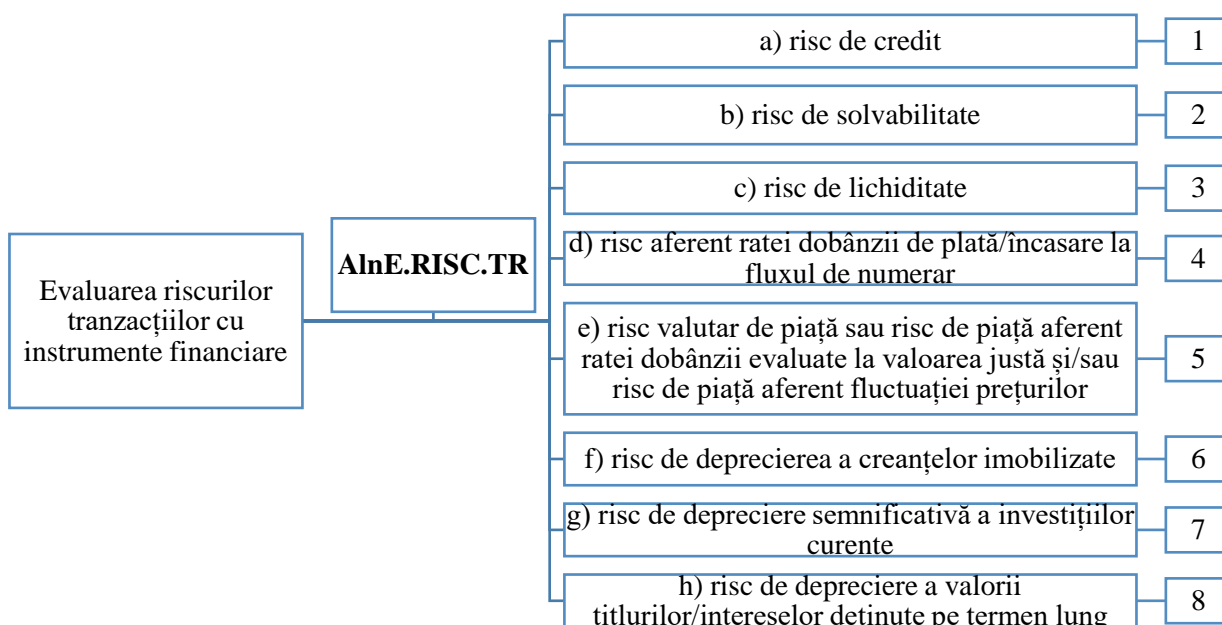 a) risc de credit
1
b) risc de solvabilitate
2
c) risc de lichiditate
3
d) risc aferent ratei dobânzii de plată/încasare la
fluxul de numerar
4
AlnE.RISC.TR
Evaluarea riscurilor
tranzacțiilor cu
instrumente financiare
e) risc valutar de piață sau risc de piață aferent
ratei dobânzii evaluate la valoarea justă și/sau
risc de piață aferent fluctuației prețurilor
5
f) risc de deprecierea a creanțelor imobilizate
6
g) risc de depreciere semnificativă a investițiilor
curente
7
h) risc de depreciere a valorii
titlurilor/intereselor deținute pe termen lung
8